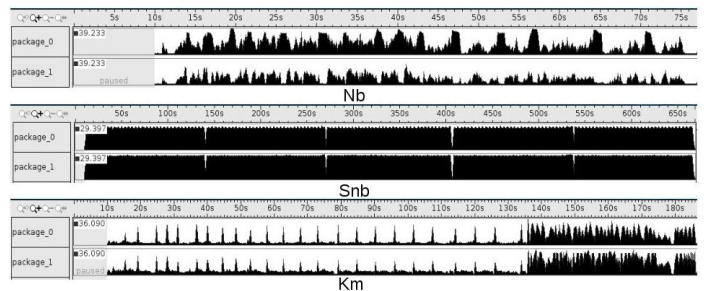 5s 10s 15s 20s 25s 30s 35s 40s 45s 50s 55s 60s 65s 70s 75s
package_0
39.233
package_1
39.233
paused
Nb
50s 100s 150s 200s 250s 300s 350s 400s 450s 500s 550s 600s 650s
package_0
29.397
package_1
29.397
Snb
10s 20s 30s 40s 50s 60s 70s 80s 90s 100s 110s 120s 130s 140s 150s 160s 170s 180s
package_0
36.090
package_1
36.090
paused
Km